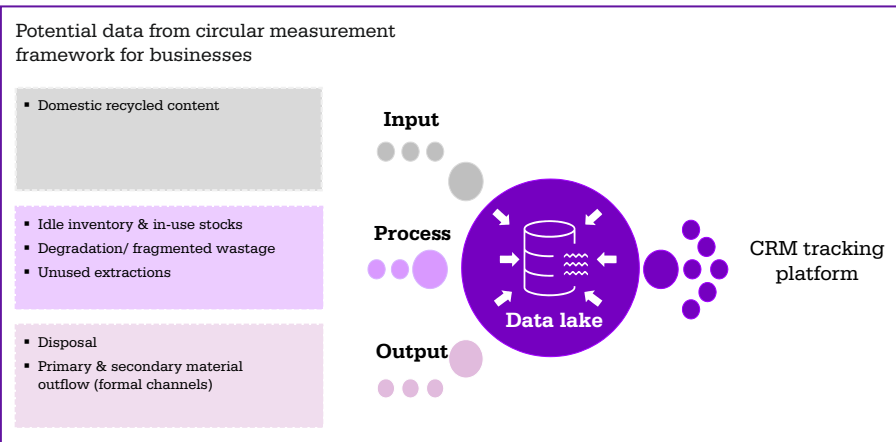 Potential data from circular measurement
framework for businesses
▪ Domestic recycled content
▪ Idle inventory & in-use stocks
▪ Degradation/ fragmented wastage
▪ Unused extractions
▪ Disposal
▪ Primary & secondary material
outflow (formal channels)
Input
Process
Output
Data lake
CRM tracking
platform